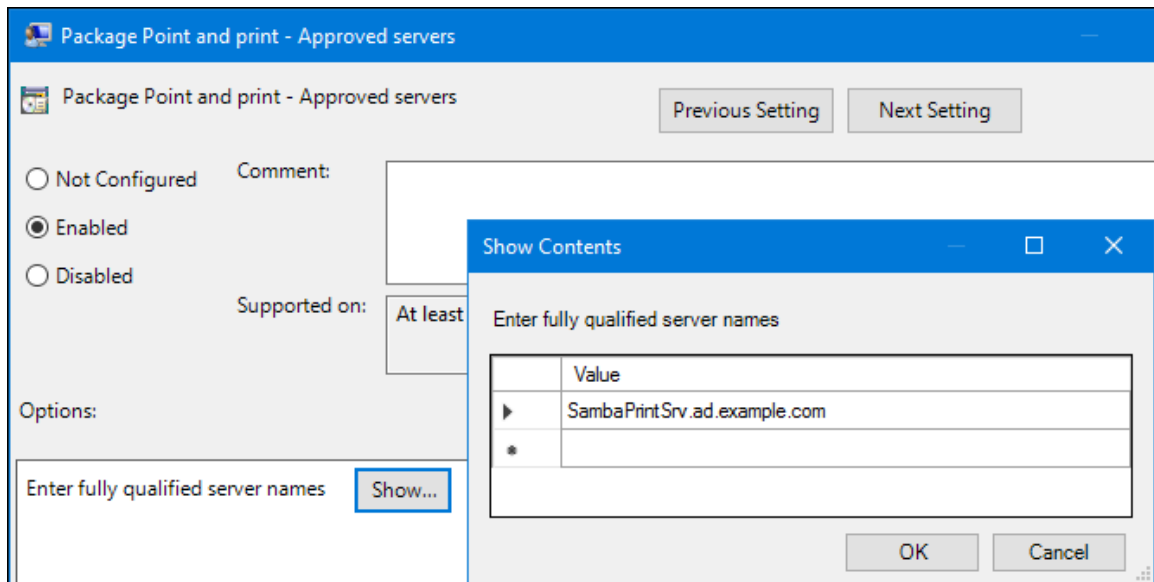 Package Point and print - Approved servers
Package Point and print - Approved servers
Previous Setting
Next Setting
Not Configured
Comment:
Enabled
Disabled
Supported on:
At least
Options:
Enter fully qualified server names
Show...
Show Contents
Enter fully qualified server names
Value
SambaPrintSrv.ad.example.com
OK
Cancel